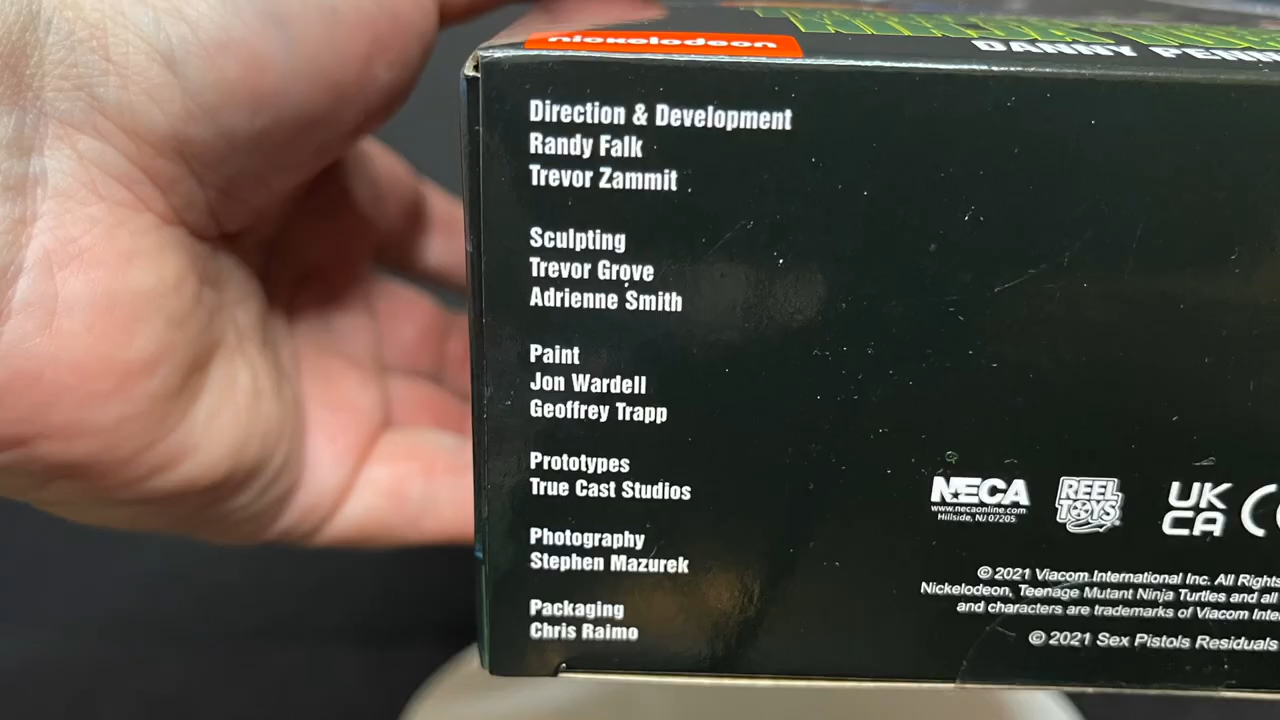 nickelodeon
DANNY PENN
Direction & Development
Randy Falk
Trevor Zammit
Sculpting
Trevor Grove
Adrienne Smith
Paint
Jon Wardell
Geoffrey Trapp
Prototypes
True Cast Studios
Photography
Stephen Mazurek
Packaging
Chris Raimo
NECA
www.necaonline.com
Hillside, NJ 07205
REEL
TOYS
UK
CA
© 2021 Viacom International Inc. All Rights
Nickelodeon, Teenage Mutant Ninja Turtles and all
and characters are trademarks of Viacom Inte
© 2021 Sex Pistols Residuals